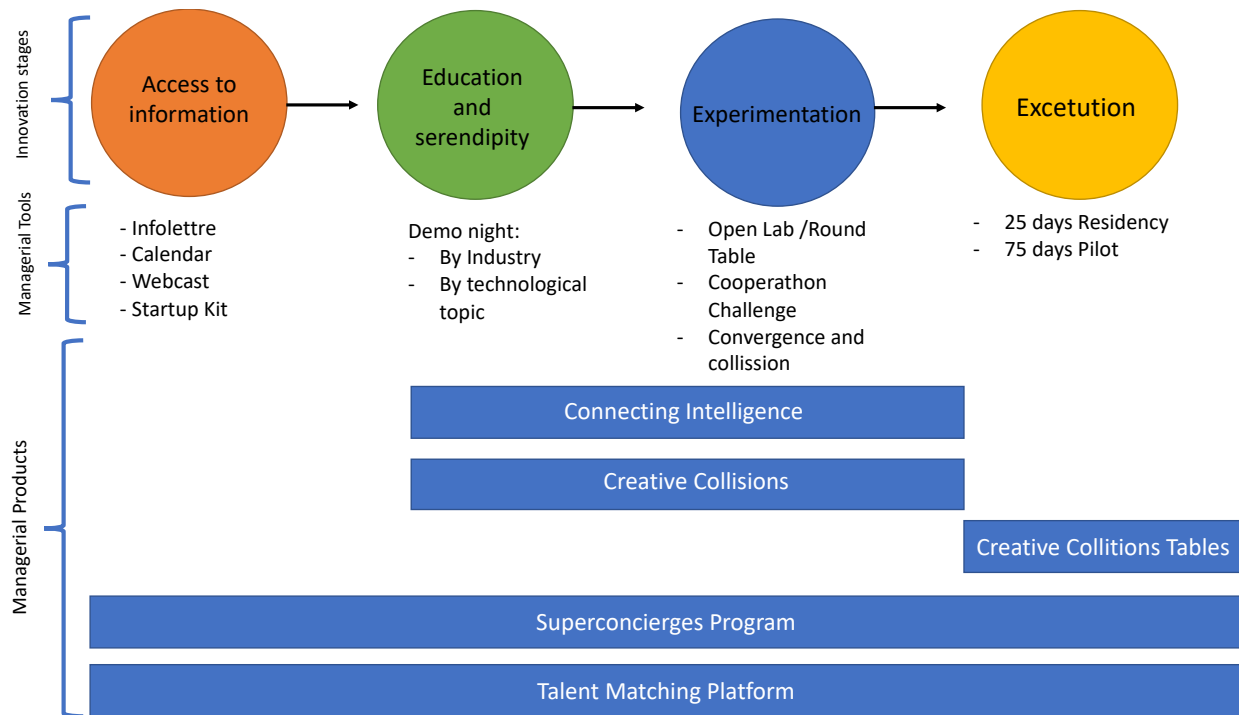 Innovation stages
Access to
information
Education
and
serendipity
Experimentation
Excetution
Managerial Tools
- Infolettre
- Calendar
- Webcast
- Startup Kit
Demo night:
- By Industry
- By technological
topic
- Open Lab /Round
Table
- Cooperathon
Challenge
- Convergence and
collission
- 25 days Residency
- 75 days Pilot
Managerial Products
Connecting Intelligence
Creative Collisions
Creative Collitions Tables
Superconcierges Program
Talent Matching Platform